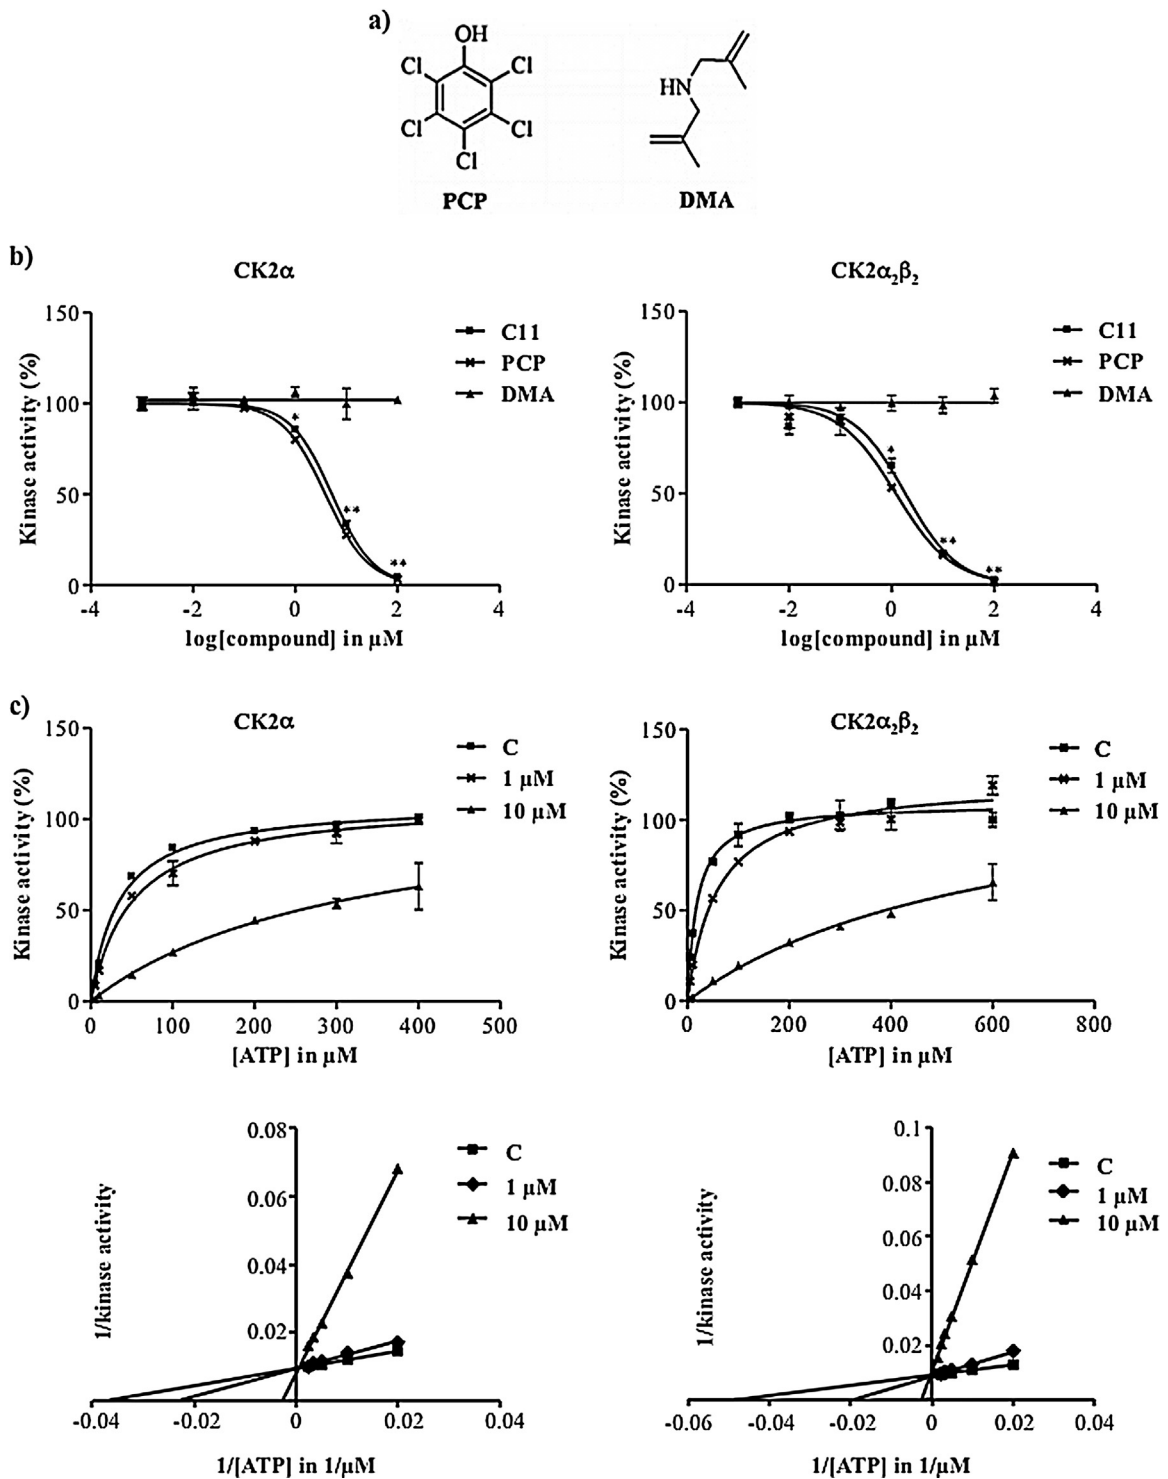 a)
OH
Cl
Cl
Cl
Cl
Cl
PCP
HN
DMA
b)
CK2α
150
100
50
0
Kinase activity (%)
-4
-2
0
2
4
log[compound] in μM
C11
PCP
DMA
*
**
**
CK2α₂β₂
150
100
50
0
Kinase activity (%)
-4
-2
0
2
4
log[compound] in μM
C11
PCP
DMA
*
**
**
c)
CK2α
150
100
50
0
Kinase activity (%)
0
100
200
300
400
500
[ATP] in μM
C
1 μM
10 μM
CK2α₂β₂
150
100
50
0
Kinase activity (%)
0
200
400
600
800
[ATP] in μM
C
1 μM
10 μM
0.08
0.06
0.04
0.02
1/kinase activity
-0.04
-0.02
0
0.02
0.04
1/[ATP] in 1/μM
C
1 μM
10 μM
0.1
0.08
0.06
0.04
0.02
1/kinase activity
-0.06
-0.04
-0.02
0
0.02
0.04
1/[ATP] in 1/μM
C
1 μM
10 μM